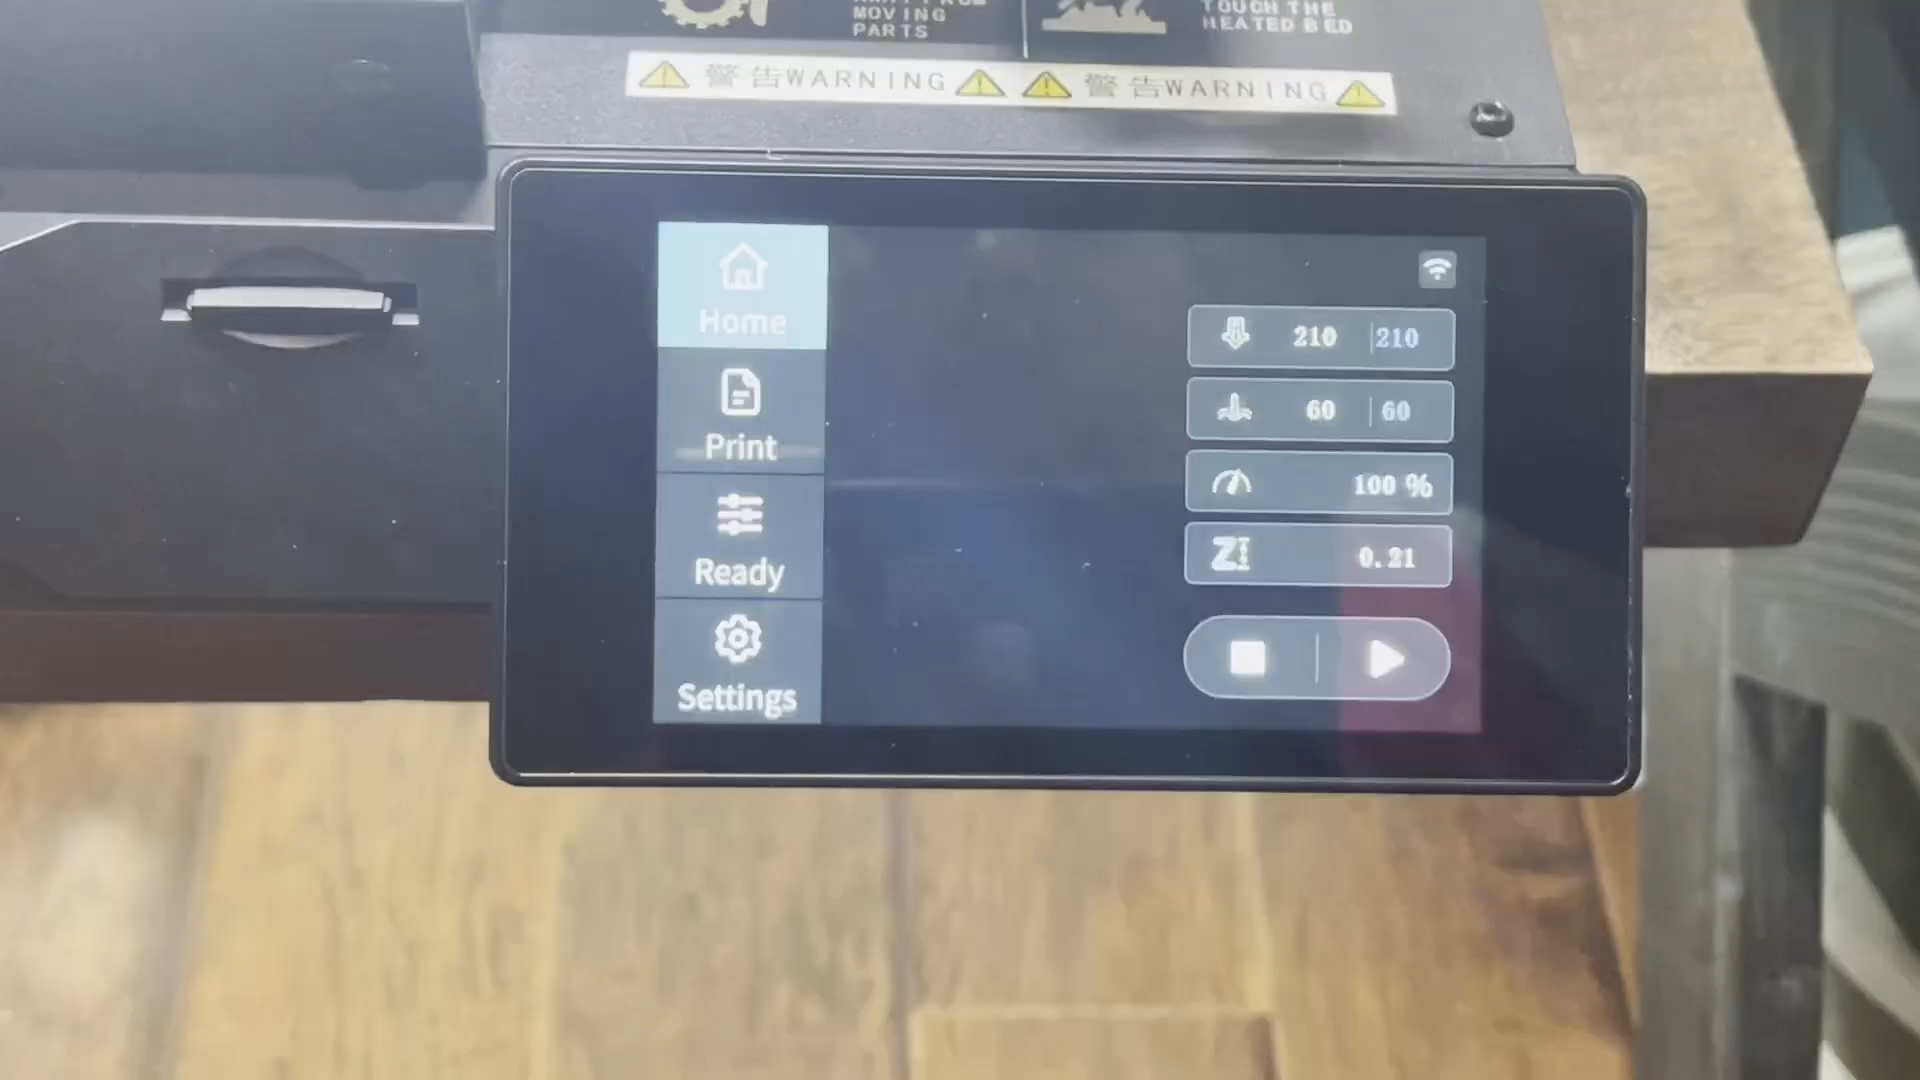 MOVING
PARTS
TOUCH THE
HEATED BED
警告WARNING
警告WARNING
Home
Print
Ready
Settings
210 210
60 60
100 %
Z 0.21